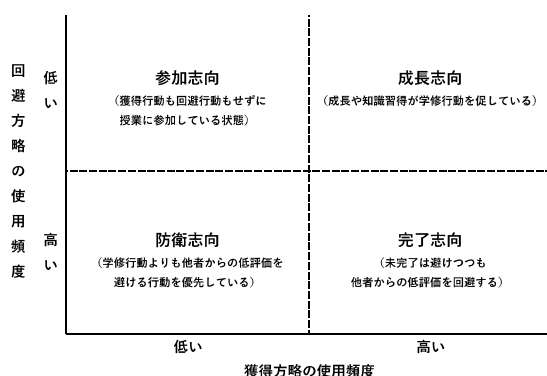 回避方略の使用頻度
低い
参加志向
（獲得行動も回避行動もせずに
授業に参加している状態）
成長志向
（成長や知識習得が学修行動を促している）
高い
防衛志向
（学修行動よりも他者からの低評価を
避ける行動を優先している）
完了志向
（未完了は避けつつも
他者からの低評価を回避する）
低い
高い
獲得方略の使用頻度